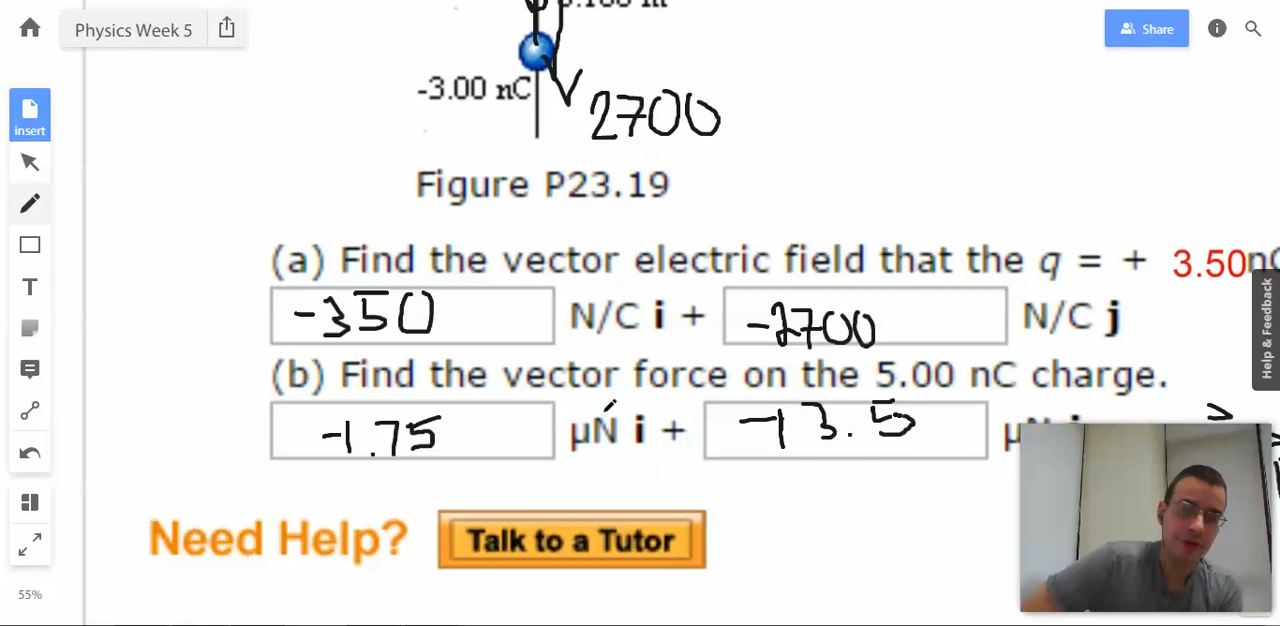 Physics Week 5
Share
insert
-3.00 nC
2700
Figure P23.19
(a) Find the vector electric field that the q = + 3.50nC
-350 N/C i + -2700 N/C j
(b) Find the vector force on the 5.00 nC charge.
-1.75 μN i + -13.5
Need Help? Talk to a Tutor
Help & Feedback
55%